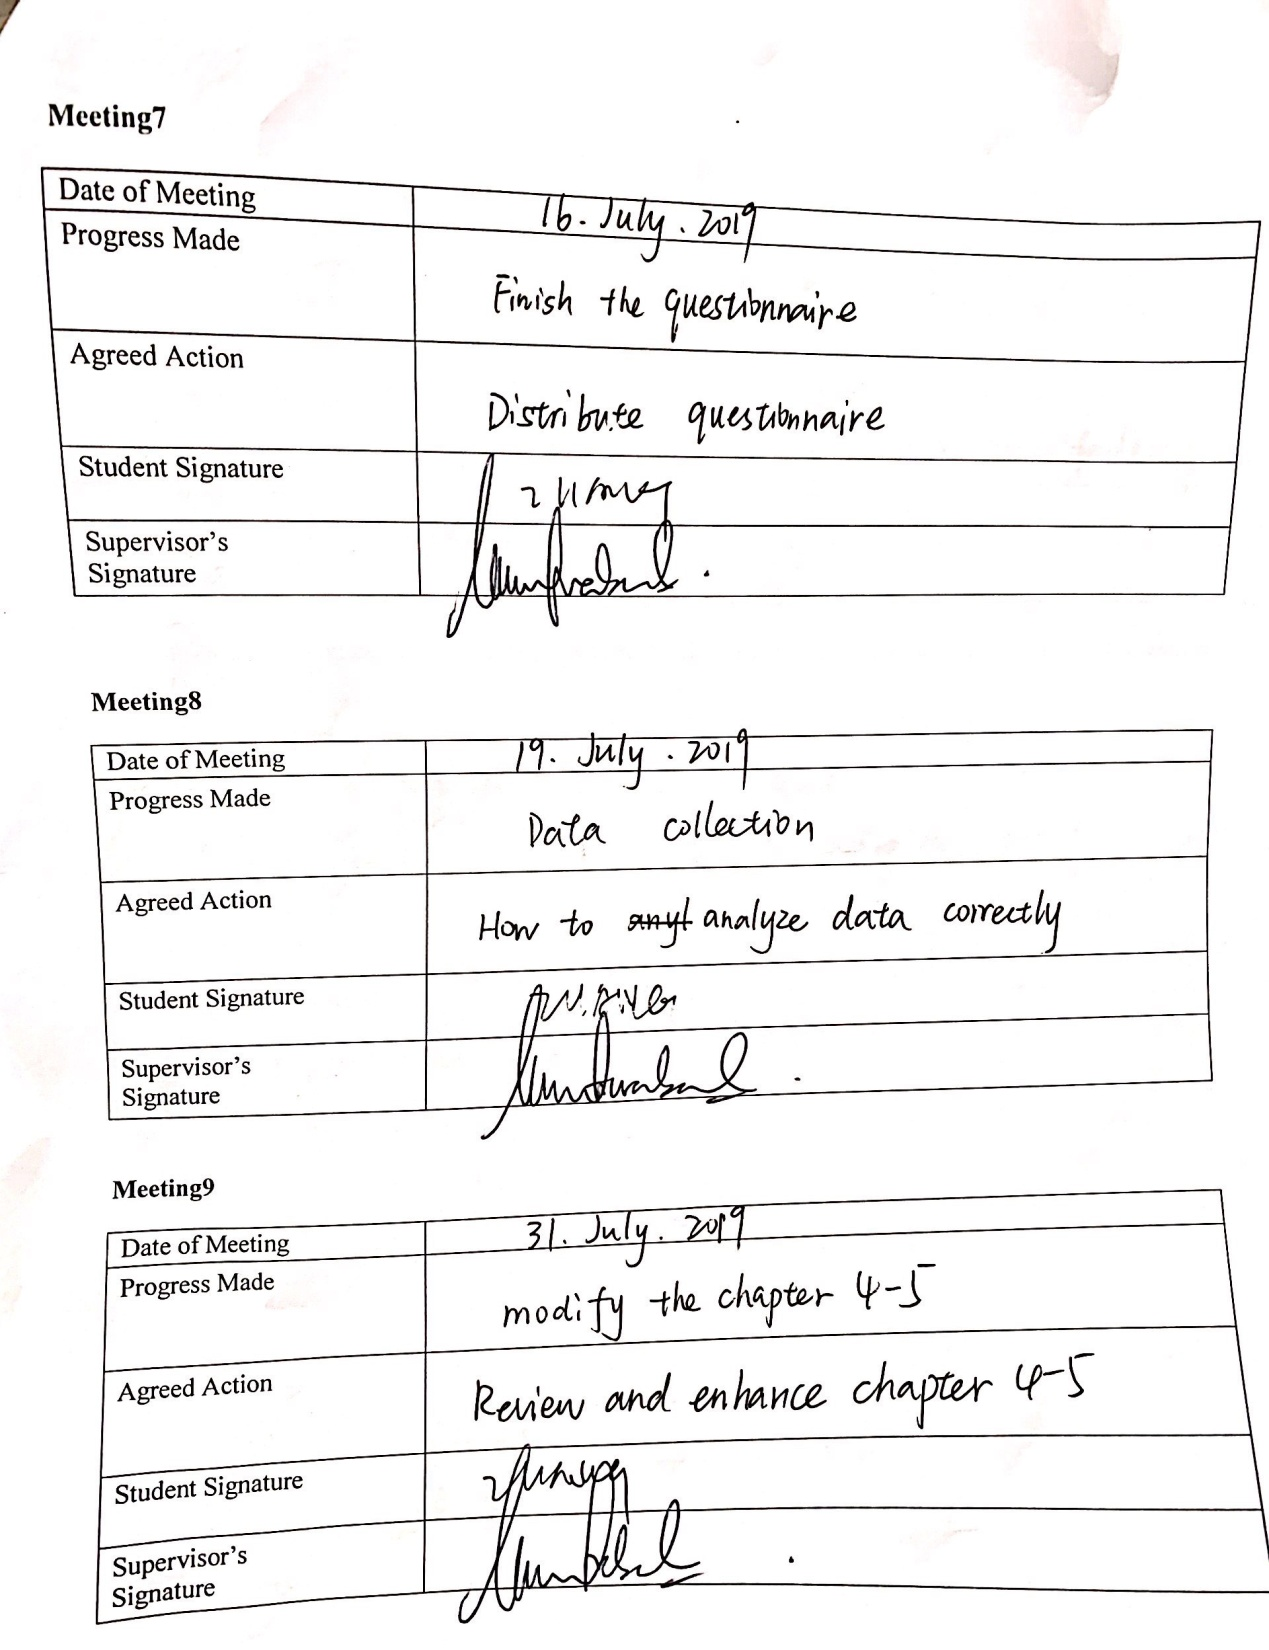 Meeting7
Date of Meeting 16. July. 2019
Progress Made
Finish the questionnaire
Agreed Action
Distribute questionnaire
Student Signature
Supervisor's
Signature
Meeting8
Date of Meeting 19. July. 2019
Progress Made
Data collection
Agreed Action
How to analyze data correctly
Student Signature
Supervisor's
Signature
Meeting9
Date of Meeting 31. July. 2019
Progress Made
modify the chapter 4-5
Agreed Action
Review and enhance chapter 4-5
Student Signature
Supervisor's
Signature